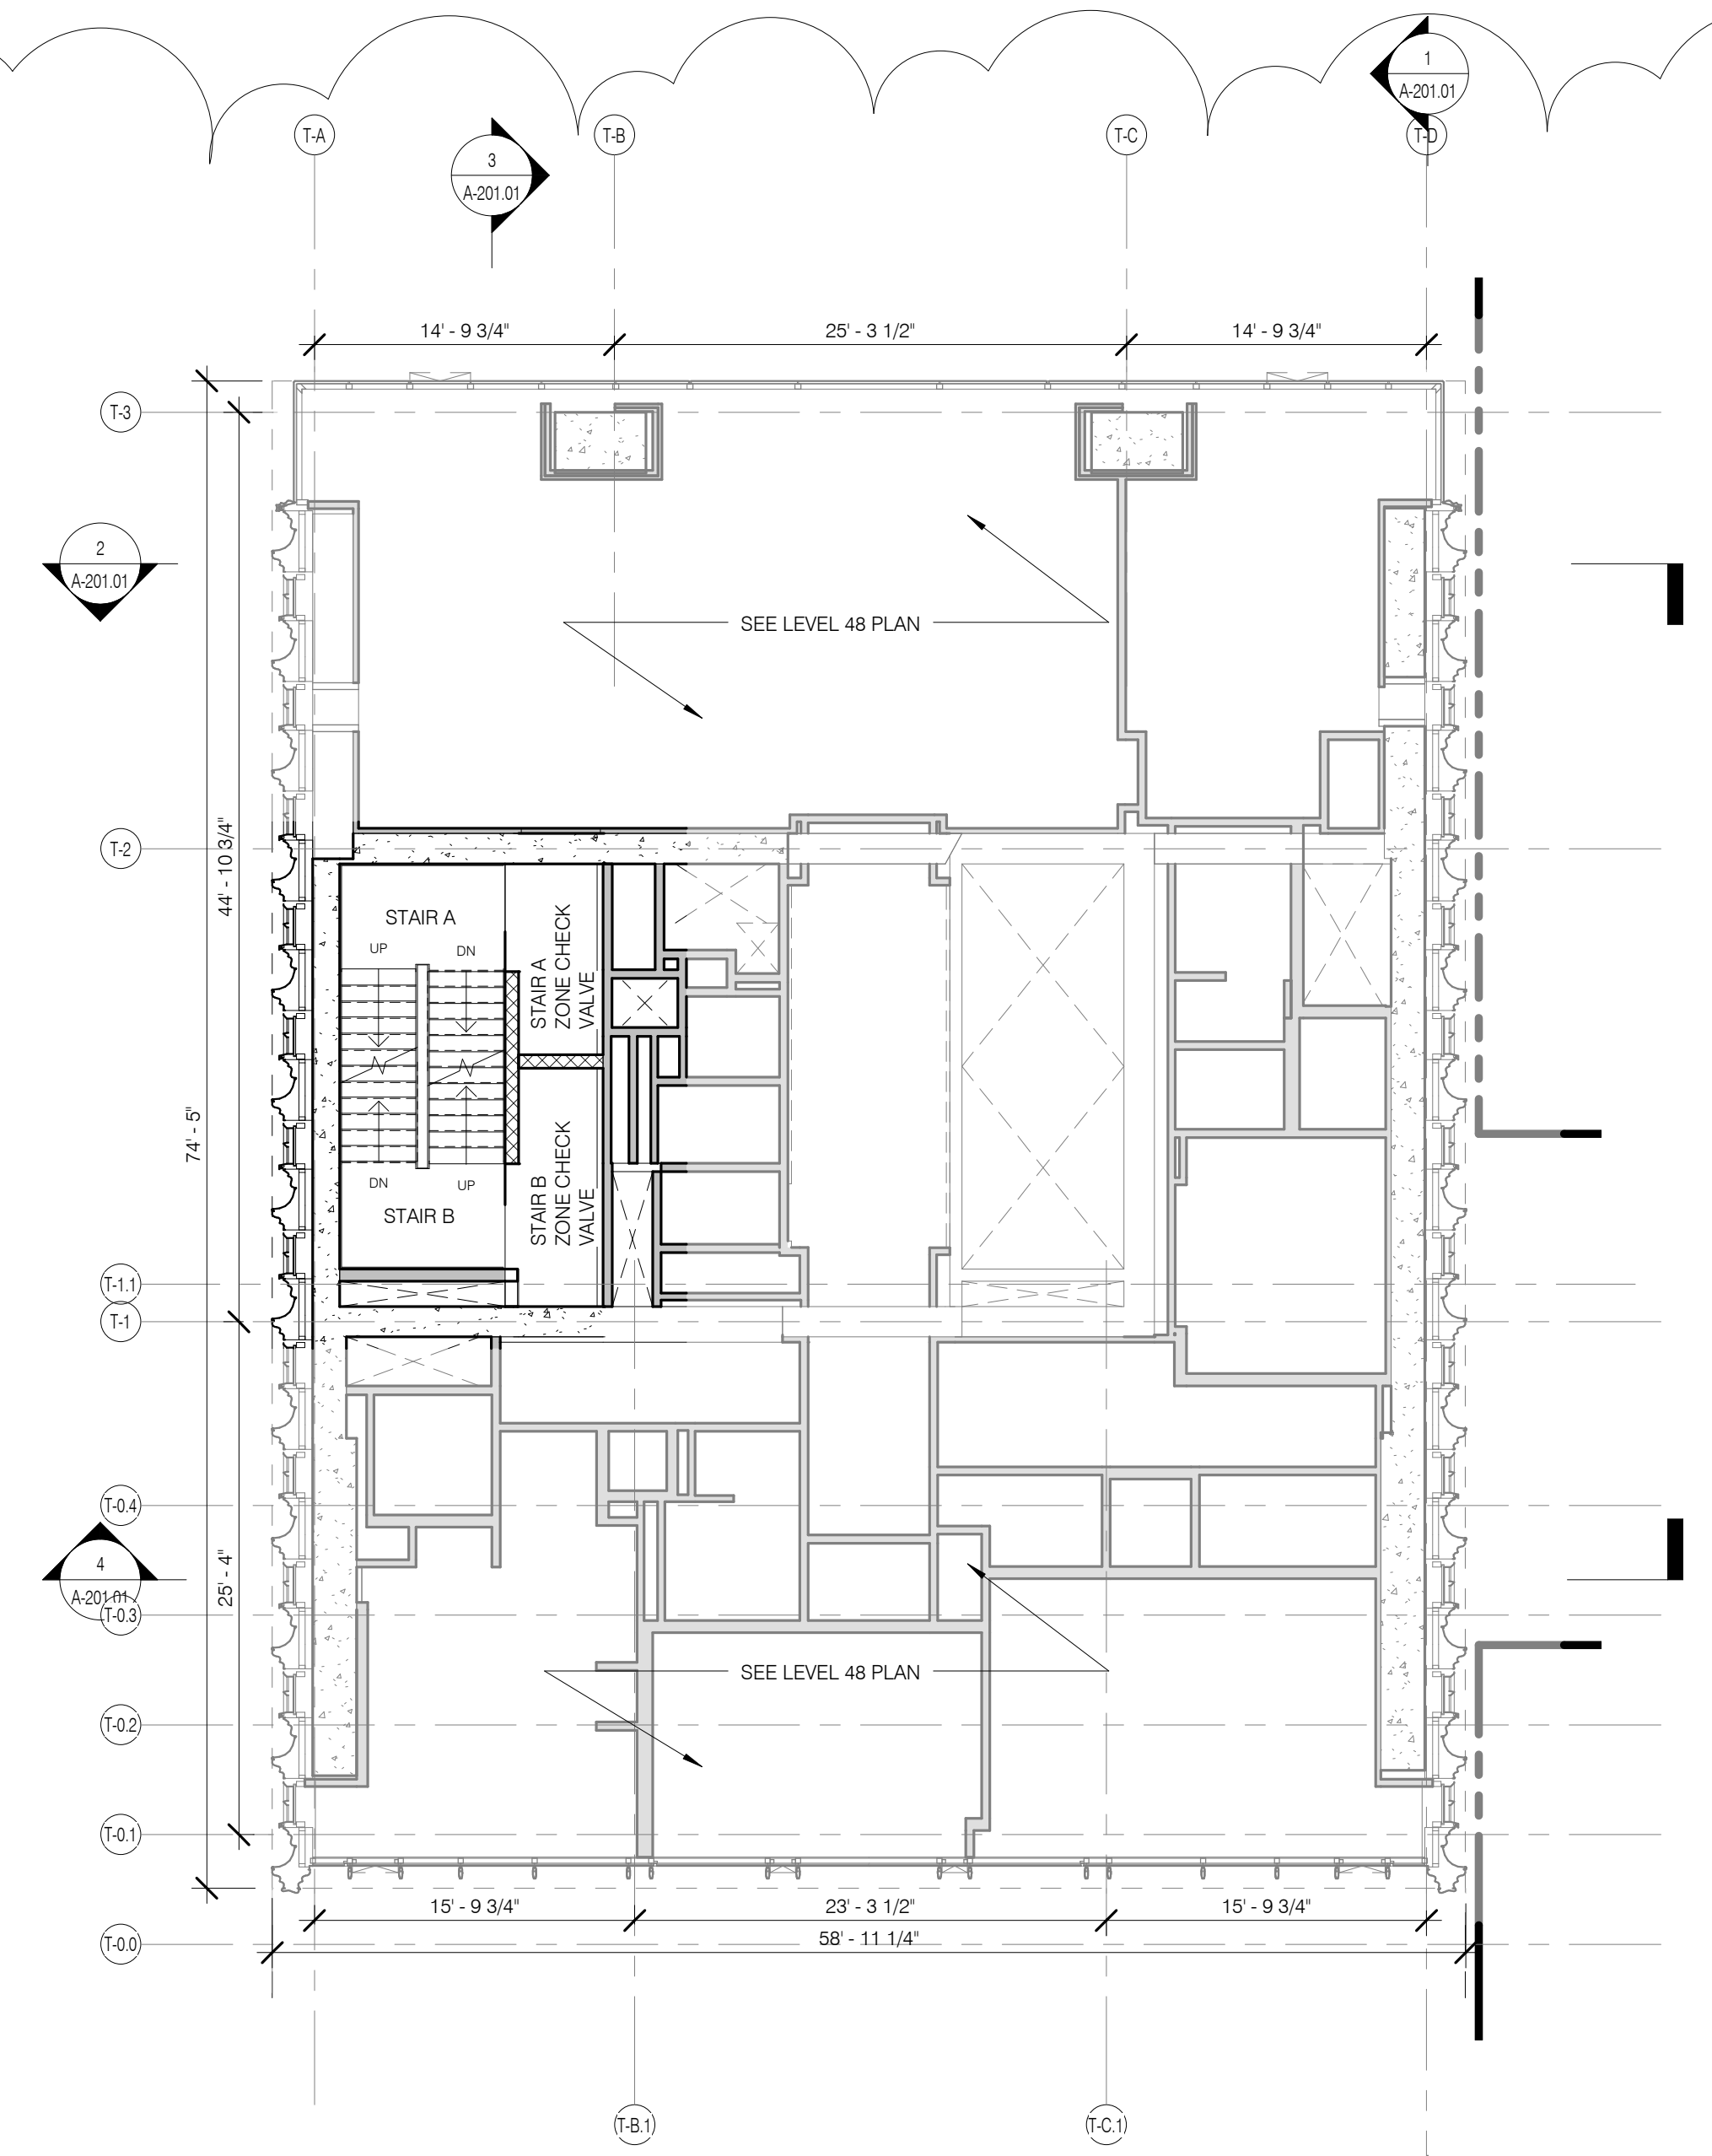 1
A-201.01
T-A
T-B
T-C
T-D
3
A-201.01
14' - 9 3/4"
25' - 3 1/2"
14' - 9 3/4"
T-3
2
A-201.01
SEE LEVEL 48 PLAN
T-2
44' - 10 3/4"
74' - 5"
STAIR A
UP
DN
STAIR A
ZONE CHECK
VALVE
STAIR B
ZONE CHECK
VALVE
DN
UP
STAIR B
T-1.1
T-1
T-0.4
4
A-201.01
T-0.3
25' - 4"
SEE LEVEL 48 PLAN
T-0.2
T-0.1
15' - 9 3/4"
23' - 3 1/2"
15' - 9 3/4"
58' - 11 1/4"
T-0.0
T-B.1
T-C.1